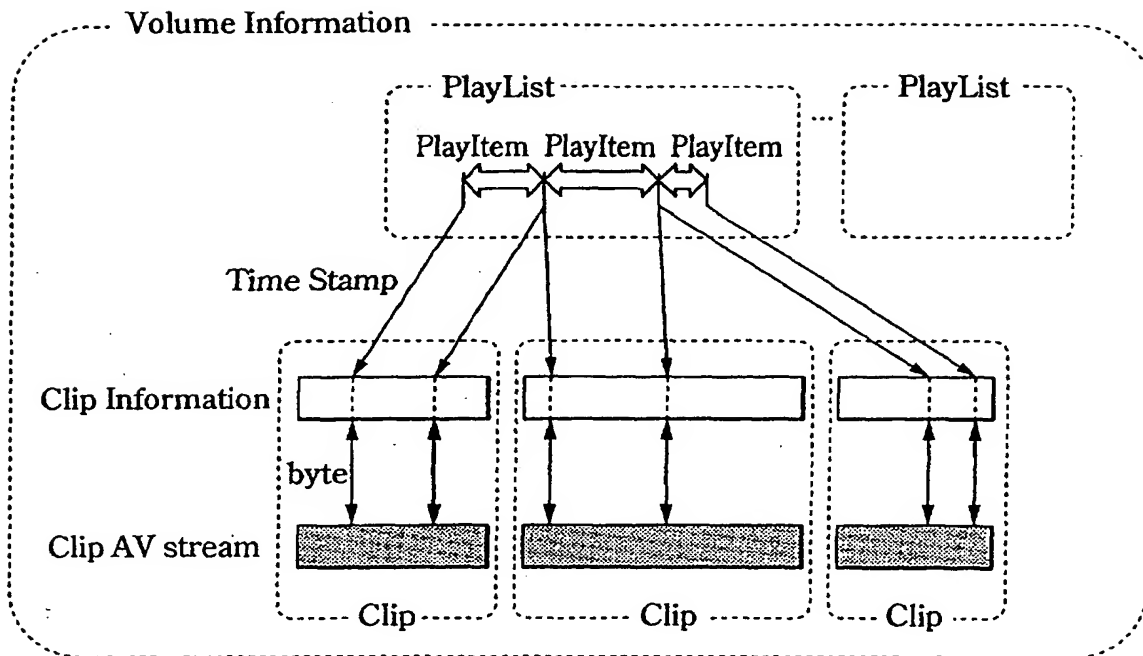 Volume Information
PlayList
PlayList
...
PlayItem PlayItem PlayItem
Time Stamp
Clip Information
byte
Clip AV stream
Clip
Clip
Clip